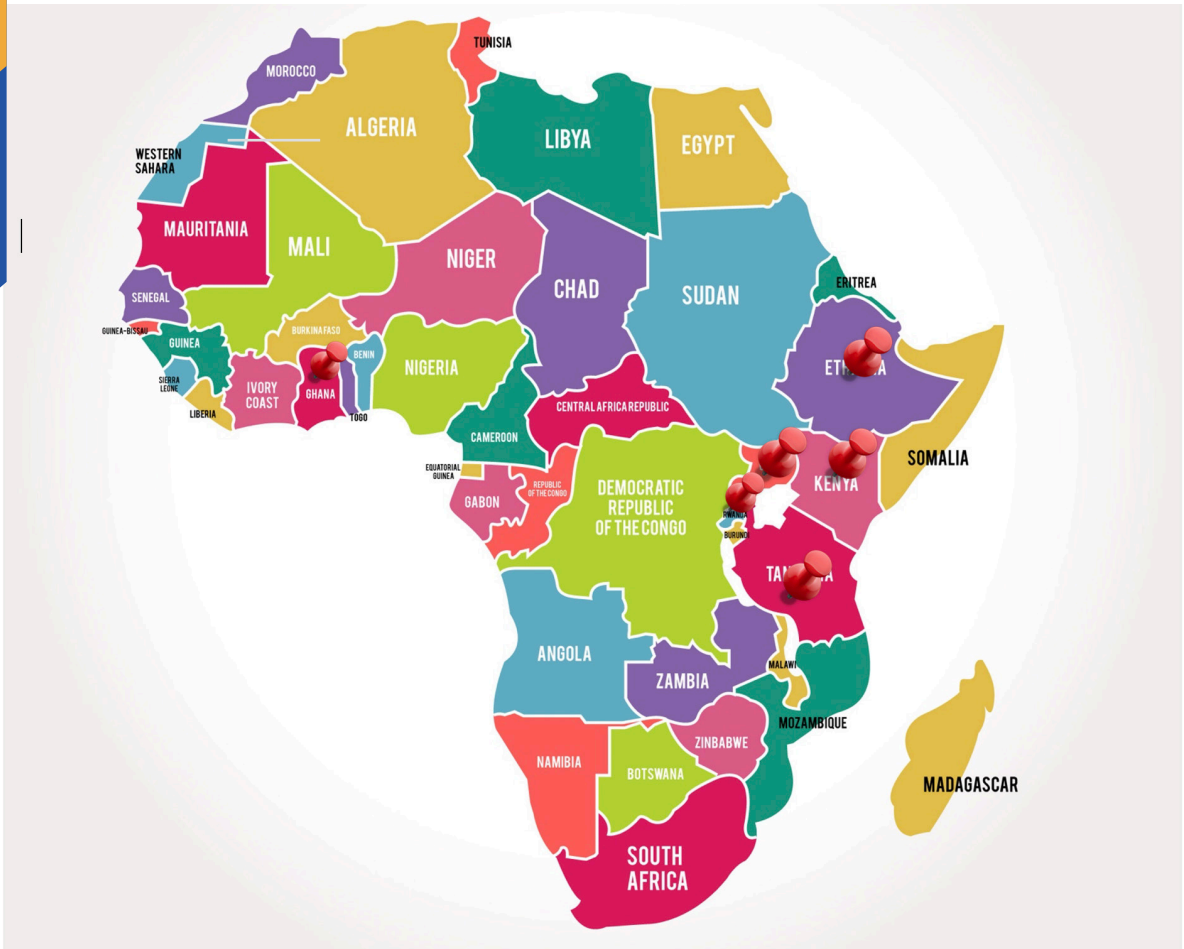 TUNISIA
MOROCCO
ALGERIA
LIBYA
EGYPT
WESTERN
SAHARA
MAURITANIA
MALI
NIGER
CHAD
SUDAN
ERITREA
SENEGAL
GUINEA-BISSAU
GUINEA
BURKINA FASO
BENIN
NIGERIA
SIERRA
LEONE
LIBERIA
IVORY
COAST
GHANA
TOGO
CENTRAL AFRICA REPUBLIC
CAMEROON
SOMALIA
EQUATORIAL
GUINEA
GABON
REPUBLIC
OF THE CONGO
DEMOCRATIC
REPUBLIC
OF THE CONGO
KENYA
RWANDA
BURUNDI
ANGOLA
ZAMBIA
MALAWI
MOZAMBIQUE
ZINBABWE
NAMIBIA
BOTSWANA
MADAGASCAR
SOUTH
AFRICA